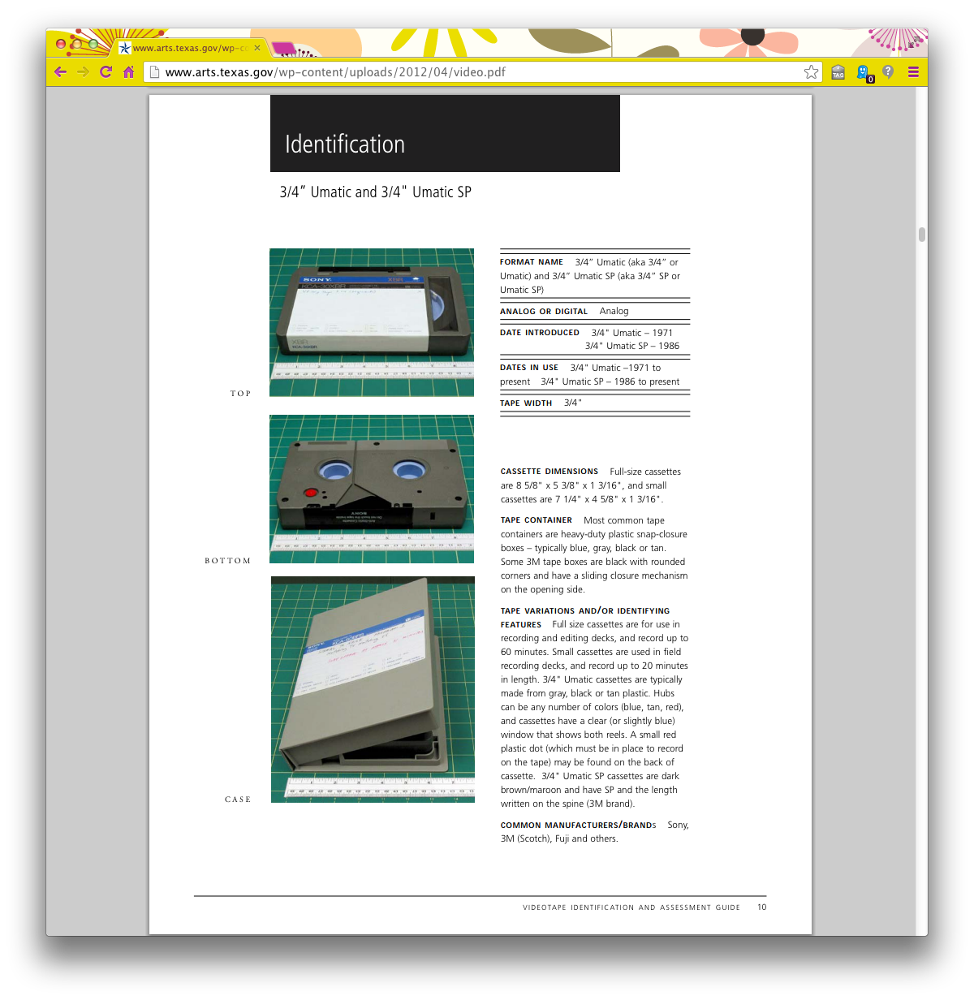 www.arts.texas.gov/wp-co
www.arts.texas.gov/wp-content/uploads/2012/04/video.pdf
TAG
0
Identification
3/4” Umatic and 3/4" Umatic SP
SONY
XBR
KCA-30XBR
XBR
KCA-30XBR
TOP
SONY
BOTTOM
SONY
CASE
FORMAT NAME 3/4” Umatic (aka 3/4” or
Umatic) and 3/4” Umatic SP (aka 3/4” SP or
Umatic SP)
ANALOG OR DIGITAL Analog
DATE INTRODUCED 3/4" Umatic – 1971
3/4" Umatic SP – 1986
DATES IN USE 3/4" Umatic –1971 to
present 3/4" Umatic SP – 1986 to present
TAPE WIDTH 3/4"
CASSETTE DIMENSIONS Full-size cassettes
are 8 5/8" x 5 3/8" x 1 3/16", and small
cassettes are 7 1/4" x 4 5/8" x 1 3/16".
TAPE CONTAINER Most common tape
containers are heavy-duty plastic snap-closure
boxes – typically blue, gray, black or tan.
Some 3M tape boxes are black with rounded
corners and have a sliding closure mechanism
on the opening side.
TAPE VARIATIONS AND/OR IDENTIFYING
FEATURES Full size cassettes are for use in
recording and editing decks, and record up to
60 minutes. Small cassettes are used in field
recording decks, and record up to 20 minutes
in length. 3/4" Umatic cassettes are typically
made from gray, black or tan plastic. Hubs
can be any number of colors (blue, tan, red),
and cassettes have a clear (or slightly blue)
window that shows both reels. A small red
plastic dot (which must be in place to record
on the tape) may be found on the back of
cassette. 3/4" Umatic SP cassettes are dark
brown/maroon and have SP and the length
written on the spine (3M brand).
COMMON MANUFACTURERS/BRANDs Sony,
3M (Scotch), Fuji and others.
VIDEOTAPE IDENTIFICATION AND ASSESSMENT GUIDE 10